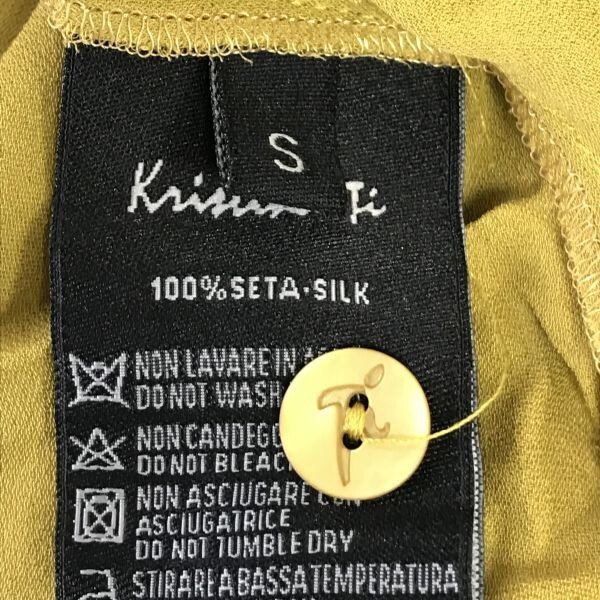 S
Krizia Ti
100% SETA·SILK
NON LAVARE IN
DO NOT WASH
NON CANDEGG
DO NOT BLEACH
NON ASCIUGARE CON
ASCIUGATRICE
DO NOT TUMBLE DRY
STIRARE A BASSA TEMPERATURA